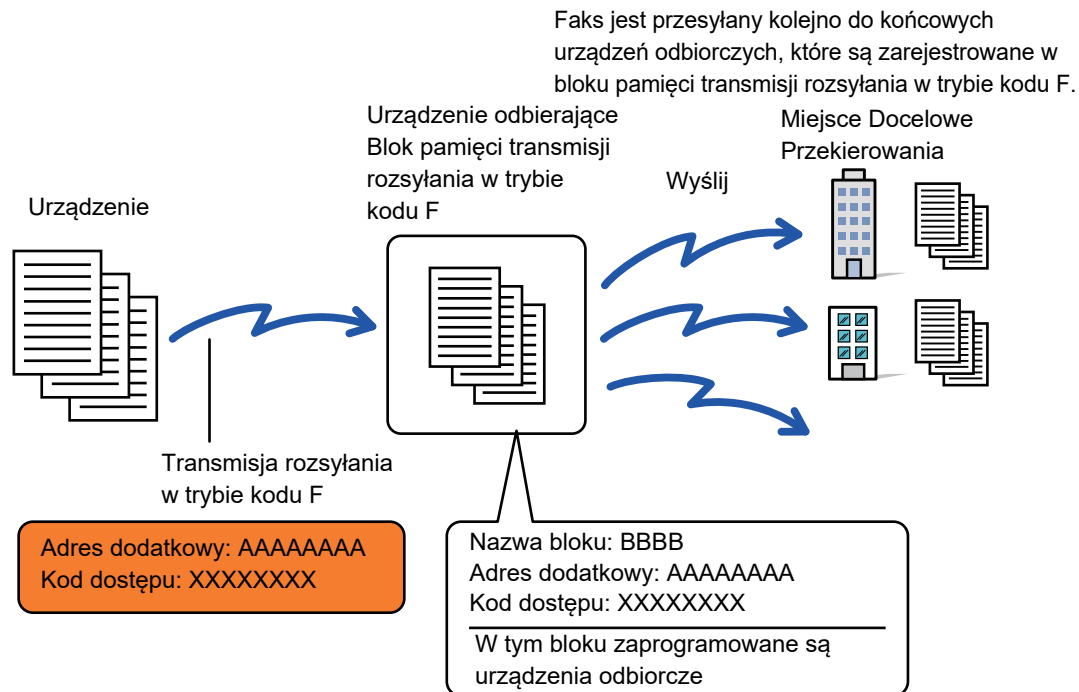 Faks jest przesyłany kolejno do końcowych
urządzeń odbiorczych, które są zarejestrowane w
bloku pamięci transmisji rozsyłania w trybie kodu F.
Urządzenie odbierające
Blok pamięci transmisji
rozsyłania w trybie
kodu F
Miejsce Docelowe
Przekierowania
Wyślij
Urządzenie
Transmisja rozsyłania
w trybie kodu F
Adres dodatkowy: AAAAAAAA
Kod dostępu: XXXXXXXX
Nazwa bloku: BBBB
Adres dodatkowy: AAAAAAAA
Kod dostępu: XXXXXXXX
W tym bloku zaprogramowane są
urządzenia odbiorcze